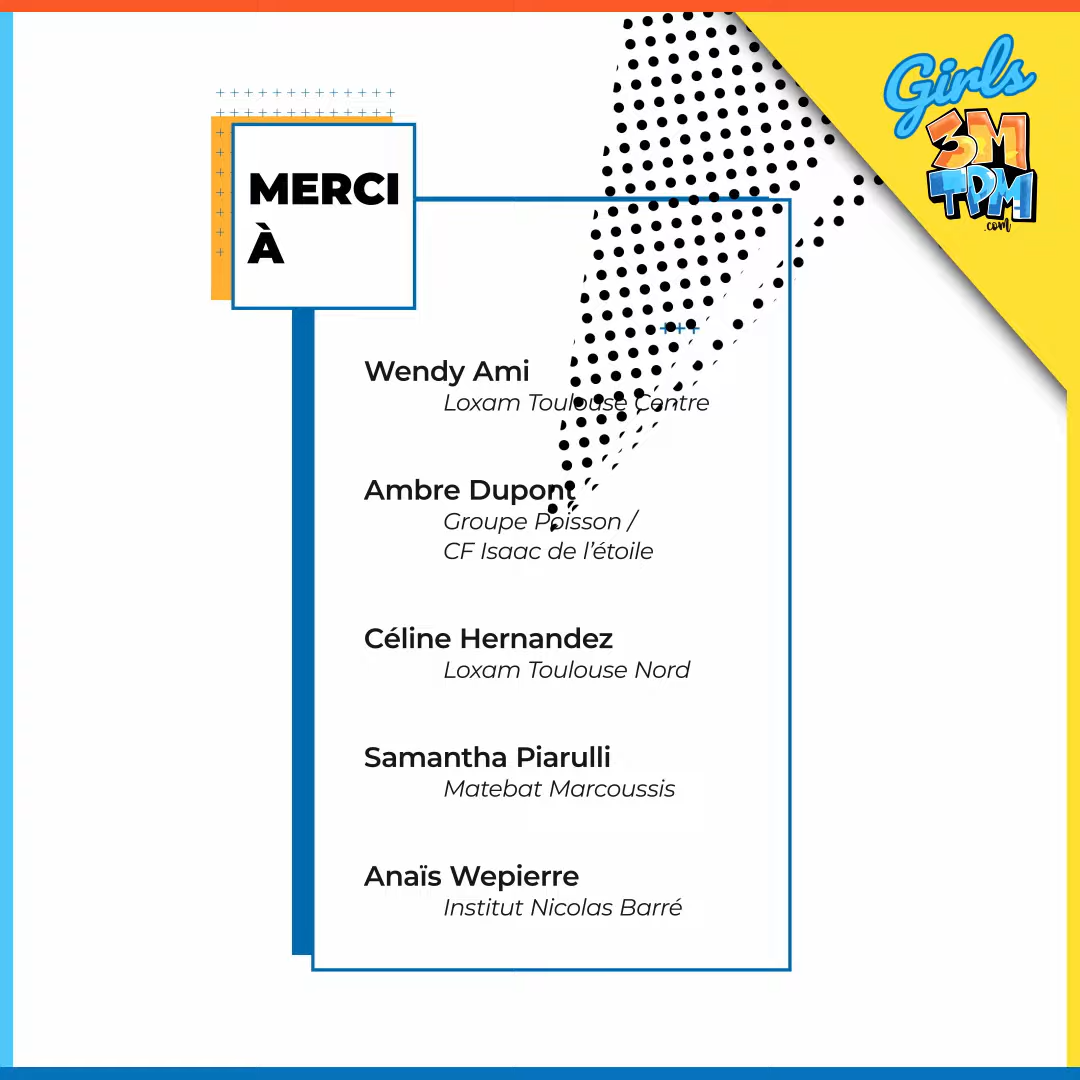 Girls
3M
TPM
.com
MERCI
À
Wendy Ami
Loxam Toulouse Centre
Ambre Dupont
Groupe Poisson /
CF Isaac de l’étoile
Céline Hernandez
Loxam Toulouse Nord
Samantha Piarulli
Matebat Marcoussis
Anaïs Wepierre
Institut Nicolas Barré